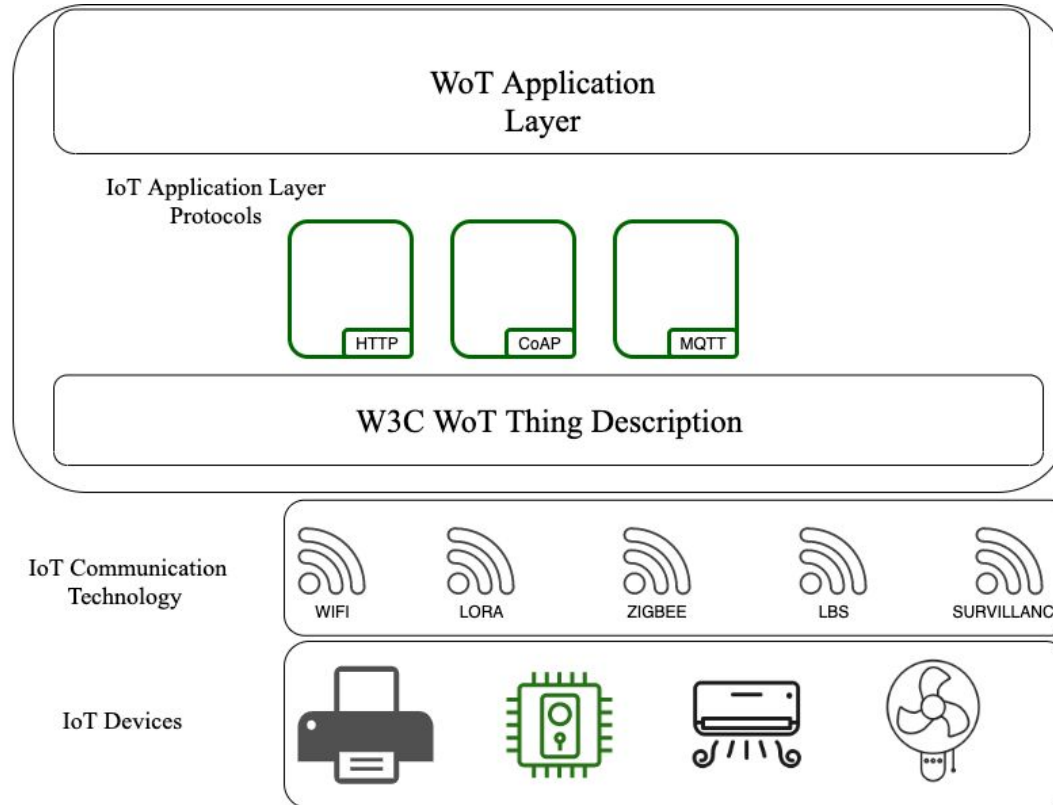 WoT Application
Layer
IoT Application Layer
Protocols
HTTP
CoAP
MQTT
W3C WoT Thing Description
IoT Communication
Technology
WIFI
LORA
ZIGBEE
LBS
SURVILLANC
IoT Devices